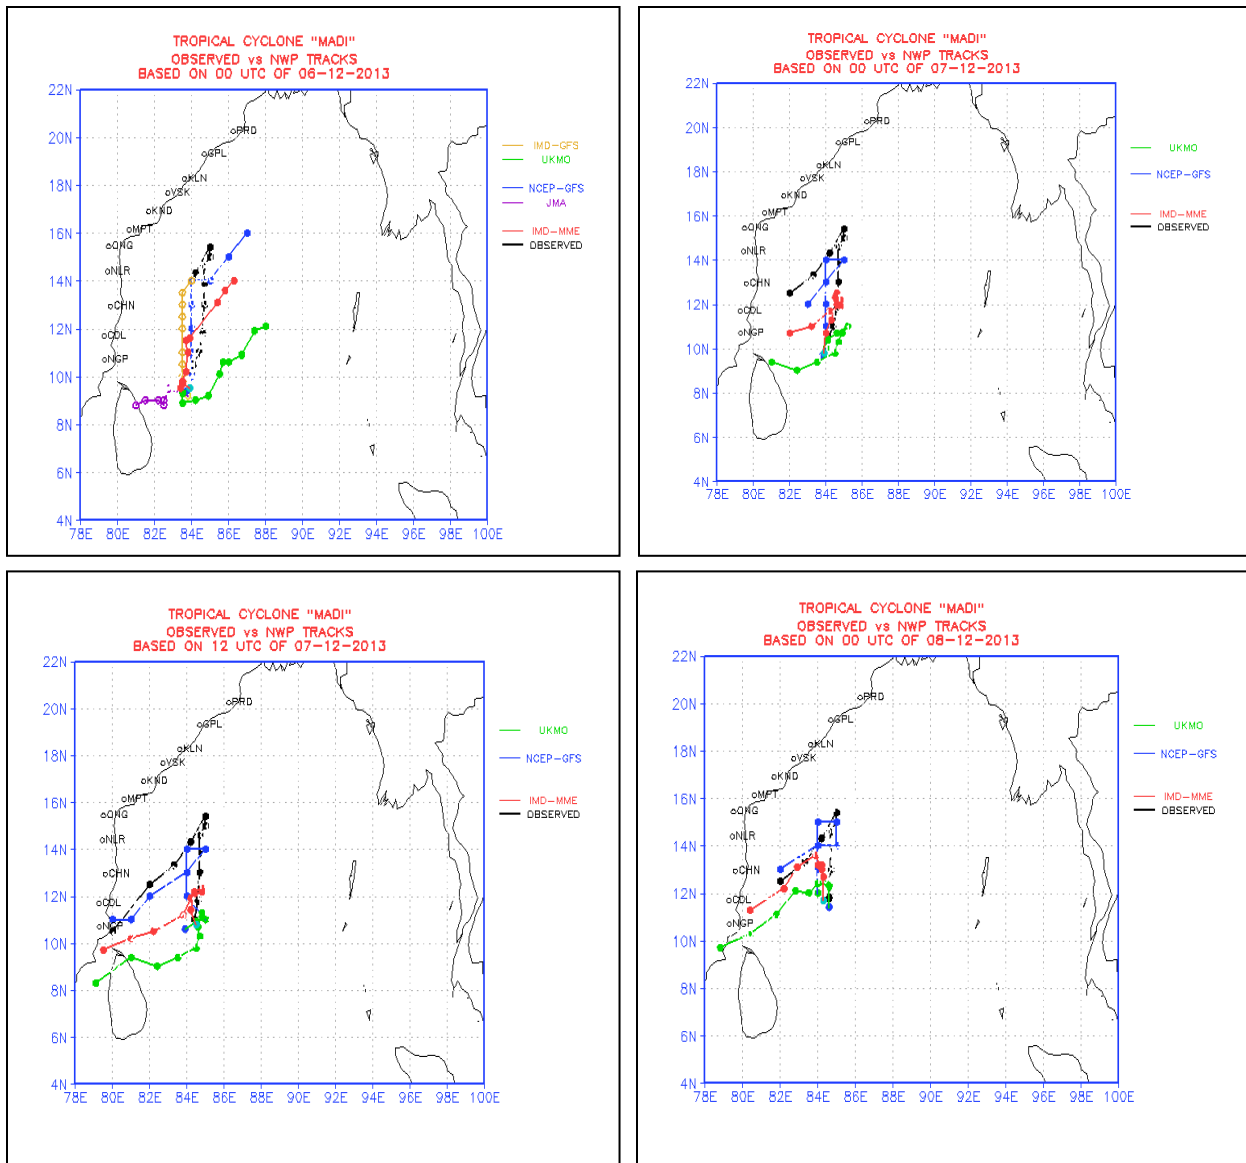 TROPICAL CYCLONE "MADI"
OBSERVED vs NWP TRACKS
BASED ON 00 UTC OF 06-12-2013
22N
20N
18N
16N
14N
12N
10N
8N
6N
4N
78E 80E 82E 84E 86E 88E 90E 92E 94E 96E 98E 100E
PRD
GPL
KLN
VSK
KND
MPT
ONG
NLR
CHN
CDL
NGP
IMD-GFS
UKMO
NCEP-GFS
JMA
IMD-MME
OBSERVED
TROPICAL CYCLONE "MADI"
OBSERVED vs NWP TRACKS
BASED ON 00 UTC OF 07-12-2013
22N
20N
18N
16N
14N
12N
10N
8N
6N
4N
78E 80E 82E 84E 86E 88E 90E 92E 94E 96E 98E 100E
PRD
GPL
KLN
VSK
KND
MPT
ONG
NLR
CHN
CDL
NGP
UKMO
NCEP-GFS
IMD-MME
OBSERVED
TROPICAL CYCLONE "MADI"
OBSERVED vs NWP TRACKS
BASED ON 12 UTC OF 07-12-2013
22N
20N
18N
16N
14N
12N
10N
8N
6N
4N
78E 80E 82E 84E 86E 88E 90E 92E 94E 96E 98E 100E
PRD
GPL
KLN
VSK
KND
MPT
ONG
NLR
CHN
CDL
NGP
UKMO
NCEP-GFS
IMD-MME
OBSERVED
TROPICAL CYCLONE "MADI"
OBSERVED vs NWP TRACKS
BASED ON 00 UTC OF 08-12-2013
22N
20N
18N
16N
14N
12N
10N
8N
6N
4N
78E 80E 82E 84E 86E 88E 90E 92E 94E 96E 98E 100E
PRD
GPL
KLN
VSK
KND
MPT
ONG
NLR
CHN
CDL
NGP
UKMO
NCEP-GFS
IMD-MME
OBSERVED